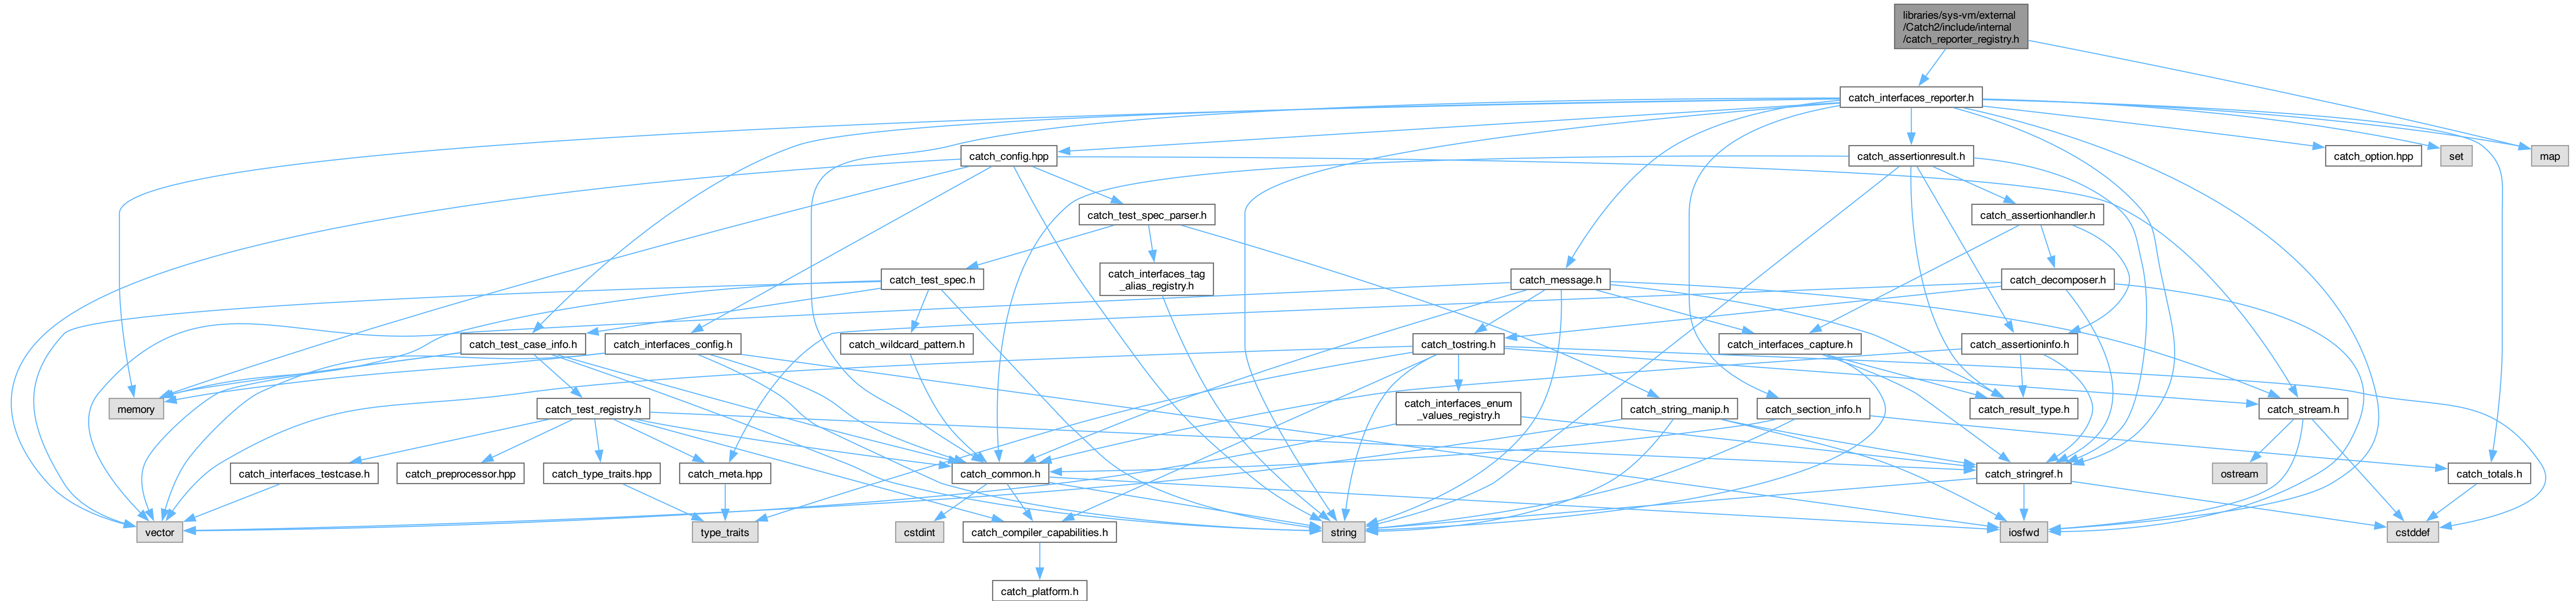 libraries/sys-vm/external
/Catch2/include/internal
/catch_reporter_registry.h
catch_interfaces_reporter.h
catch_config.hpp
catch_assertionresult.h
catch_option.hpp
set
map
catch_test_spec_parser.h
catch_assertionhandler.h
catch_test_spec.h
catch_interfaces_tag
_alias_registry.h
catch_message.h
catch_decomposer.h
catch_test_case_info.h
catch_interfaces_config.h
catch_wildcard_pattern.h
catch_tostring.h
catch_interfaces_capture.h
catch_assertioninfo.h
memory
catch_test_registry.h
catch_interfaces_enum
_values_registry.h
catch_string_manip.h
catch_section_info.h
catch_result_type.h
catch_stream.h
catch_interfaces_testcase.h
catch_preprocessor.hpp
catch_type_traits.hpp
catch_meta.hpp
catch_common.h
catch_stringref.h
ostream
catch_totals.h
vector
type_traits
cstdint
catch_compiler_capabilities.h
string
iosfwd
cstddef
catch_platform.h